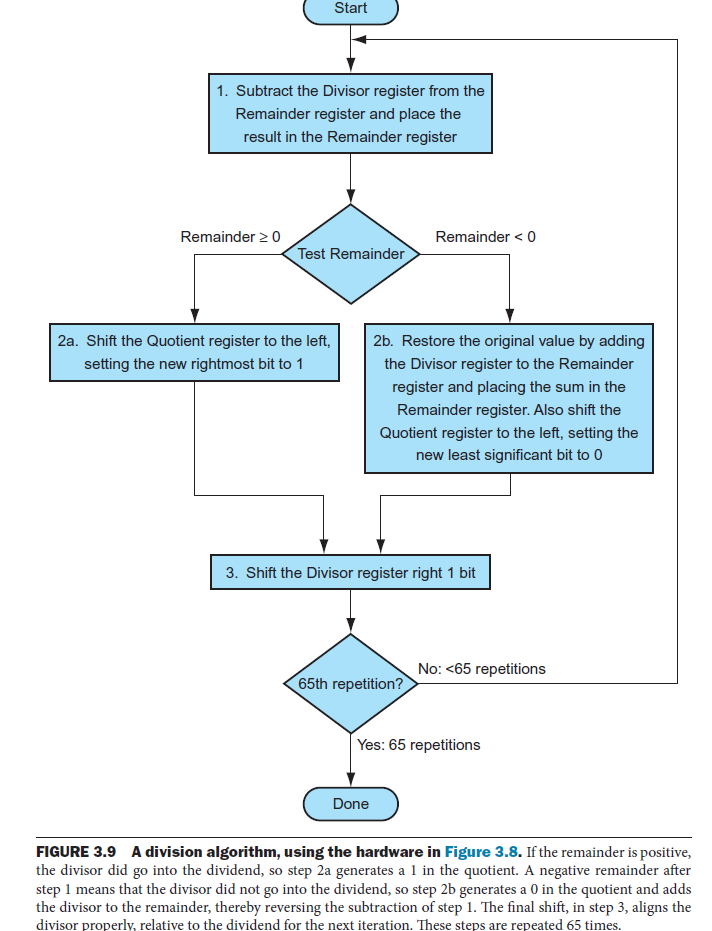 Start
1. Subtract the Divisor register from the
Remainder register and place the
result in the Remainder register
Remainder ≥ 0
Test Remainder
Remainder < 0
2a. Shift the Quotient register to the left,
setting the new rightmost bit to 1
2b. Restore the original value by adding
the Divisor register to the Remainder
register and placing the sum in the
Remainder register. Also shift the
Quotient register to the left, setting the
new least significant bit to 0
3. Shift the Divisor register right 1 bit
65th repetition?
No: <65 repetitions
Yes: 65 repetitions
Done
FIGURE 3.9 A division algorithm, using the hardware in Figure 3.8. If the remainder is positive,
the divisor did go into the dividend, so step 2a generates a 1 in the quotient. A negative remainder after
step 1 means that the divisor did not go into the dividend, so step 2b generates a 0 in the quotient and adds
the divisor to the remainder, thereby reversing the subtraction of step 1. The final shift, in step 3, aligns the
divisor properly, relative to the dividend for the next iteration. These steps are repeated 65 times.